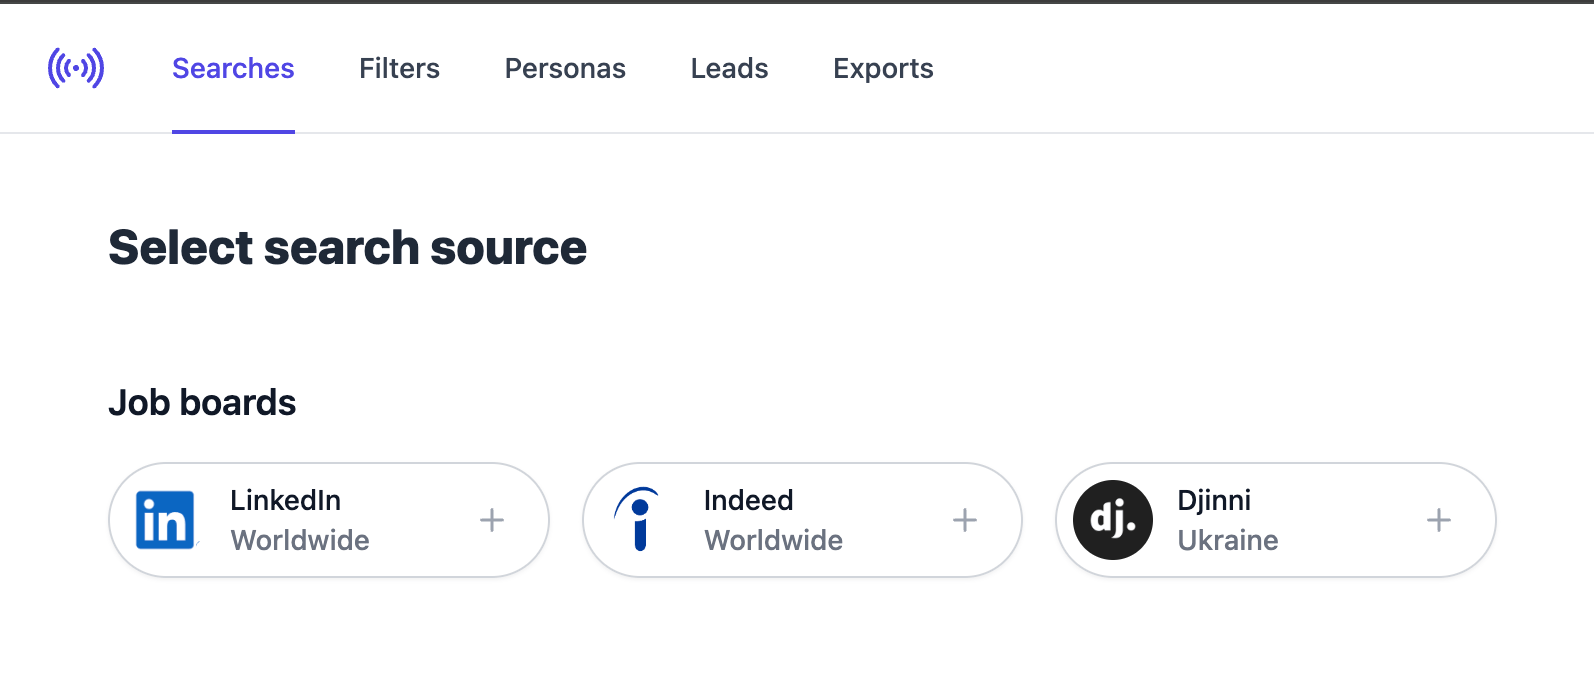 Searches
Filters
Personas
Leads
Exports
Select search source
Job boards
in
LinkedIn
Worldwide
Indeed
Worldwide
dj.
Djinni
Ukraine